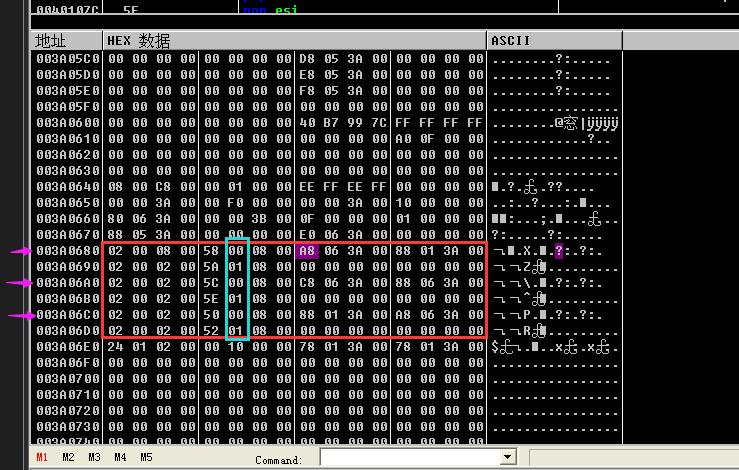 0040107C 5E pop esi
地址 HEX 数据 ASCII
003A05C0 00 00 00 00 00 00 00 00 D8 05 3A 00 00 00 00 00 ........?:.....
003A05D0 00 00 00 00 00 00 00 00 E8 05 3A 00 00 00 00 00 ........?:.....
003A05E0 00 00 00 00 00 00 00 00 F8 05 3A 00 00 00 00 00 ........?:.....
003A05F0 00 00 00 00 00 00 00 00 00 00 00 00 00 00 00 00 ................
003A0600 00 00 00 00 00 00 00 00 40 B7 99 7C FF FF FF FF ........@窓|ÿÿÿÿ
003A0610 00 00 00 00 00 00 00 00 00 00 00 00 A0 0F 00 00 ............?..
003A0620 00 00 00 00 00 00 00 00 00 00 00 00 00 00 00 00 ................
003A0630 00 00 00 00 00 00 00 00 00 00 00 00 00 00 00 00 ................
003A0640 08 00 C8 00 00 01 00 00 EE FF EE FF 00 00 00 00
003A0650 00 00 3A 00 00 F0 00 00 00 00 3A 00 10 00 00 00
003A0660 80 06 3A 00 00 00 3B 00 0F 00 00 00 01 00 00 00
003A0670 88 05 3A 00 00 00 00 00 E0 06 3A 00 00 00 00 00 ?:.....?:.....
003A0680 02 00 08 00 58 00 08 00 A8 06 3A 00 88 01 3A 00
003A0690 02 00 02 00 5A 01 08 00 00 00 00 00 00 00 00 00
003A06A0 02 00 02 00 5C 00 08 00 C8 06 3A 00 88 06 3A 00
003A06B0 02 00 02 00 5E 01 08 00 00 00 00 00 00 00 00 00
003A06C0 02 00 02 00 50 00 08 00 88 01 3A 00 A8 06 3A 00
003A06D0 02 00 02 00 52 01 08 00 00 00 00 00 00 00 00 00
003A06E0 24 01 02 00 00 10 00 00 78 01 3A 00 78 01 3A 00
003A06F0 00 00 00 00 00 00 00 00 00 00 00 00 00 00 00 00 ................
003A0700 00 00 00 00 00 00 00 00 00 00 00 00 00 00 00 00 ................
003A0710 00 00 00 00 00 00 00 00 00 00 00 00 00 00 00 00 ................
003A0720 00 00 00 00 00 00 00 00 00 00 00 00 00 00 00 00 ................
003A0730 00 00 00 00 00 00 00 00 00 00 00 00 00 00 00 00 ................
003A0740 00 00 00 00 00 00 00 00 00 00 00 00 00 00 00 00 ................
M1 M2 M3 M4 M5 Command: